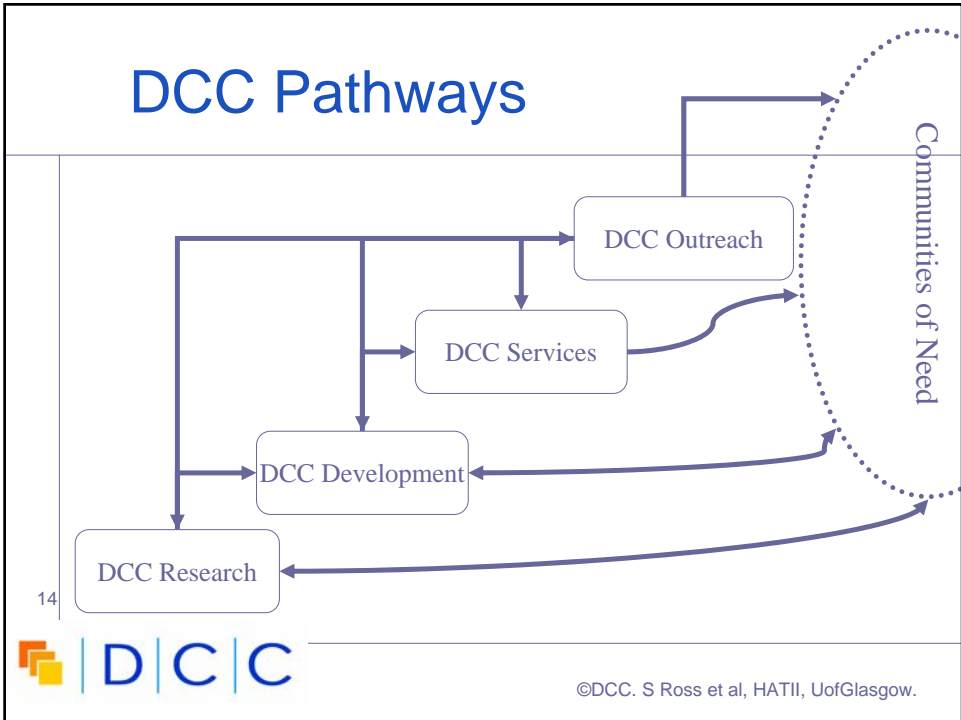 DCC Pathways
Communities of Need
DCC Outreach
DCC Services
DCC Development
DCC Research
14
D|C|C
©DCC. S Ross et al, HATII, UofGlasgow.